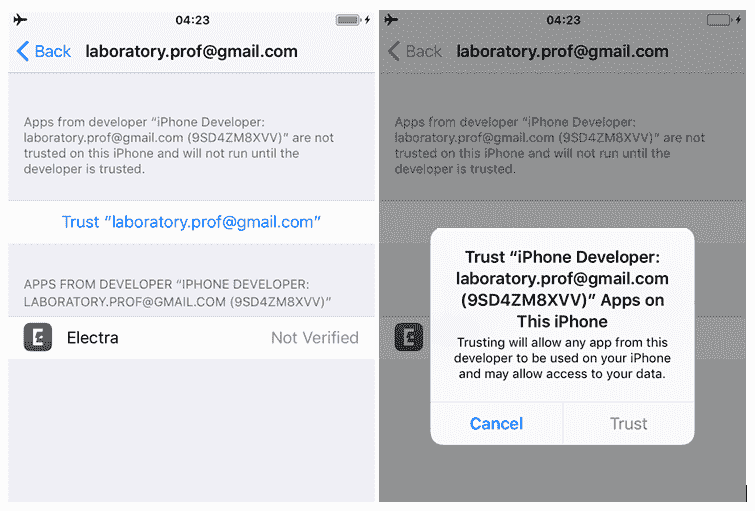 04:23
Back
laboratory.prof@gmail.com
Apps from developer “iPhone Developer:
laboratory.prof@gmail.com (9SD4ZM8XVV)” are not
trusted on this iPhone and will not run until the
developer is trusted.
Trust “laboratory.prof@gmail.com”
APPS FROM DEVELOPER “IPHONE DEVELOPER:
LABORATORY.PROF@GMAIL.COM (9SD4ZM8XVV)”
E
Electra
Not Verified
04:23
Back
laboratory.prof@gmail.com
Apps from developer “iPhone Developer:
laboratory.prof@gmail.com (9SD4ZM8XVV)” are not
trusted on this iPhone and will not run until the
developer is trusted.
Trust “iPhone Developer:
laboratory.prof@gmail.com
(9SD4ZM8XVV)” Apps on
This iPhone
Trusting will allow any app from this
developer to be used on your iPhone
and may allow access to your data.
Cancel
Trust